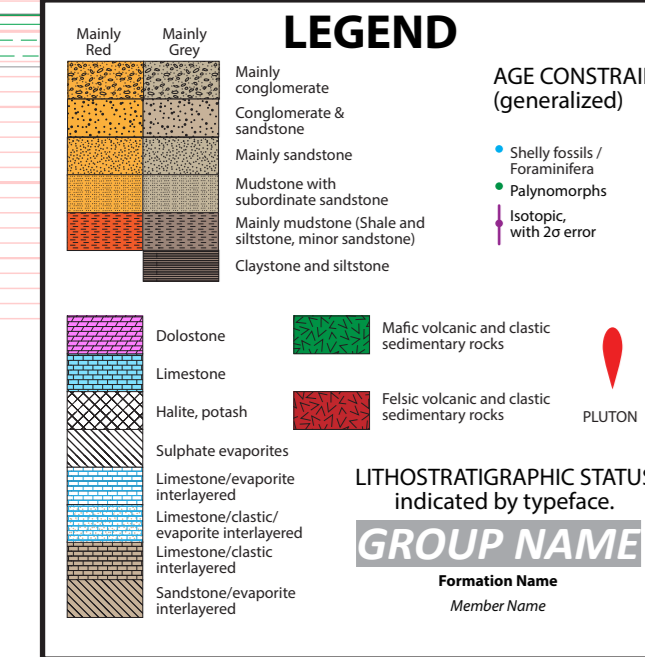 LEGEND
Mainly
Red
Mainly
Grey
Mainly
conglomerate
Conglomerate &
sandstone
Mainly sandstone
Mudstone with
subordinate sandstone
Mainly mudstone (Shale and
siltstone, minor sandstone)
Claystone and siltstone
AGE CONSTRAI
(generalized)
Shelly fossils /
Foraminifera
Palynomorphs
Isotopic,
with 2σ error
Dolostone
Limestone
Halite, potash
Sulphate evaporites
Limestone/evaporite
interlayered
Limestone/clastic/
evaporite interlayered
Limestone/clastic
interlayered
Sandstone/evaporite
interlayered
Mafic volcanic and clastic
sedimentary rocks
Felsic volcanic and clastic
sedimentary rocks
PLUTON
LITHOSTRATIGRAPHIC STATUS
indicated by typeface.
GROUP NAME
Formation Name
Member Name